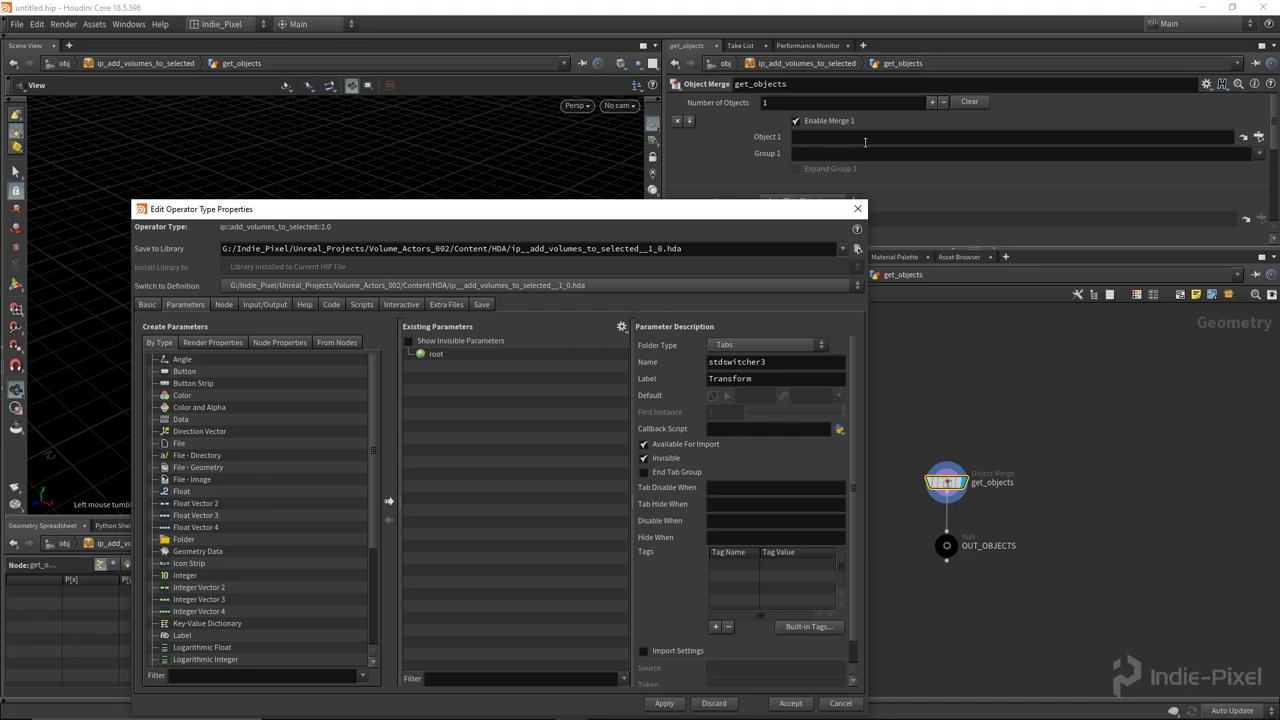 untitled.hip - Houdini Core 18.5.596
File Edit Render Assets Windows Help Indie_Pixel Main Main
Scene View
obj ip_add_volumes_to_selected get_objects
View
Persp No cam
get_objects Take List Performance Monitor
obj ip_add_volumes_to_selected get_objects
Object Merge get_objects
Number of Objects 1 Clear
Enable Merge 1
Object 1
Group 1
Expand Group 1
Edit Operator Type Properties
Operator Type: ip::add_volumes_to_selected::1.0
Save to Library G:/Indie_Pixel/Unreal_Projects/Volume_Actors_002/Content/HDA/ip__add_volumes_to_selected__1_0.hda
Install Library to Library installed to Current HIP File
Switch to Definition G:/Indie_Pixel/Unreal_Projects/Volume_Actors_002/Content/HDA/ip__add_volumes_to_selected__1_0.hda
Basic Parameters Node Input/Output Help Code Scripts Interactive Extra Files Save
Create Parameters
By Type Render Properties Node Properties From Nodes
Angle
Button
Button Strip
Color
Color and Alpha
Data
Direction Vector
File
File - Directory
File - Geometry
File - Image
Float
Float Vector 2
Float Vector 3
Float Vector 4
Folder
Geometry Data
Icon Strip
Integer
Integer Vector 2
Integer Vector 3
Integer Vector 4
Key-Value Dictionary
Label
Logarithmic Float
Logarithmic Integer
Filter
Existing Parameters
Show Invisible Parameters
root
Filter
Parameter Description
Folder Type Tabs
Name stdswitcher3
Label Transform
Default
First Instance 1
Callback Script
Available For Import
Invisible
End Tab Group
Tab Disable When
Tab Hide When
Disable When
Hide When
Tags Tag Name Tag Value
Built-in Tags...
Import Settings
Source
Token
Apply Discard Accept Cancel
Left mouse tumb
Geometry Spreadsheet Python She
obj ip_ad
Node: get_o...
P[x] P[y
Material Palette Asset Browser
get_objects
Geometry
Object Merge
get_objects
Null
OUT_OBJECTS
Indie-Pixel
Auto Update